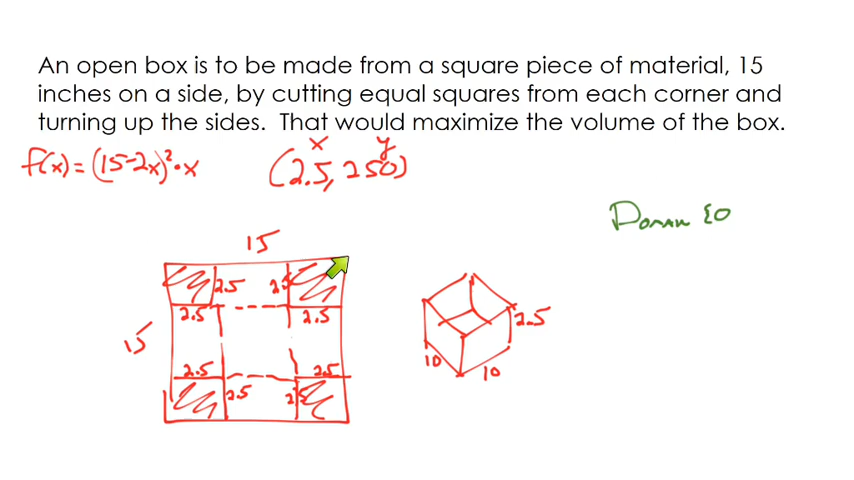 An open box is to be made from a square piece of material, 15
inches on a side, by cutting equal squares from each corner and
turning up the sides. That would maximize the volume of the box.
x y
f(x) = (15-2x)²·x (2.5, 250)
Domain {0
15
2.5 2.5
2.5 2.5
15
2.5
10 10
2.5 2.5
2.5 2.5